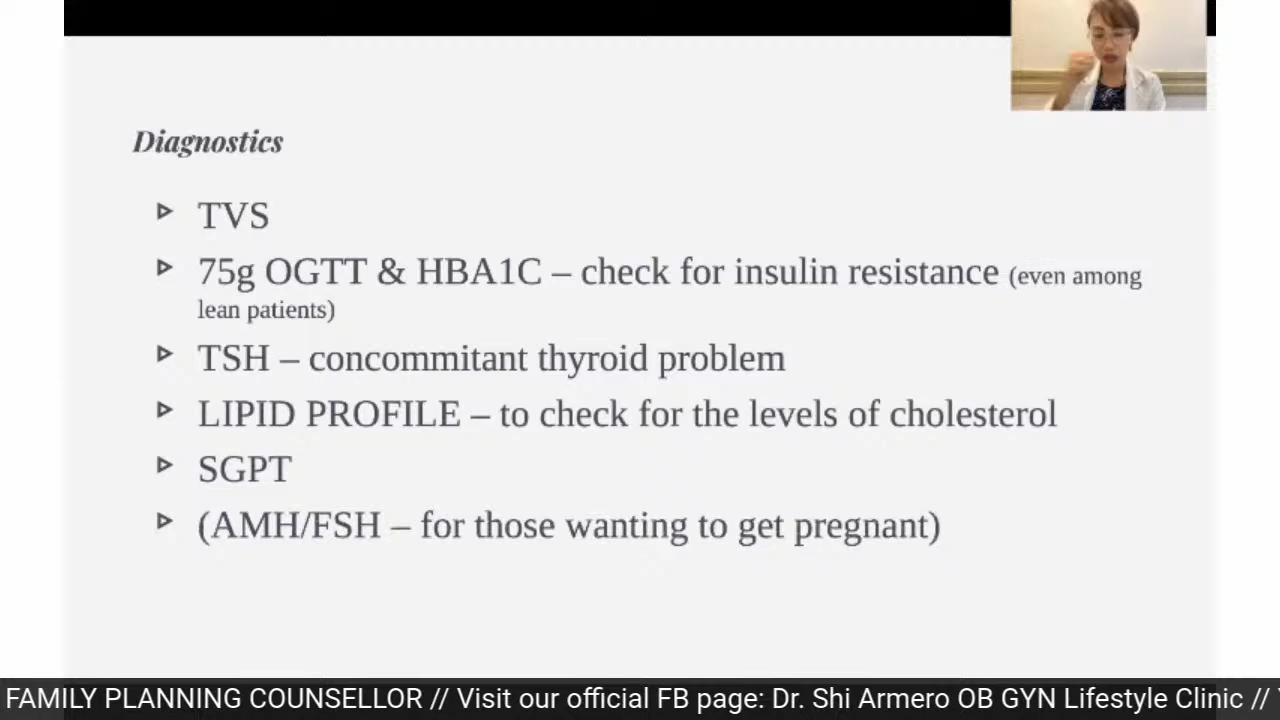 Diagnostics
TVS
75g OGTT & HBA1C – check for insulin resistance (even among
lean patients)
TSH – concommitant thyroid problem
LIPID PROFILE – to check for the levels of cholesterol
SGPT
(AMH/FSH – for those wanting to get pregnant)
FAMILY PLANNING COUNSELLOR // Visit our official FB page: Dr. Shi Armero OB GYN Lifestyle Clinic //